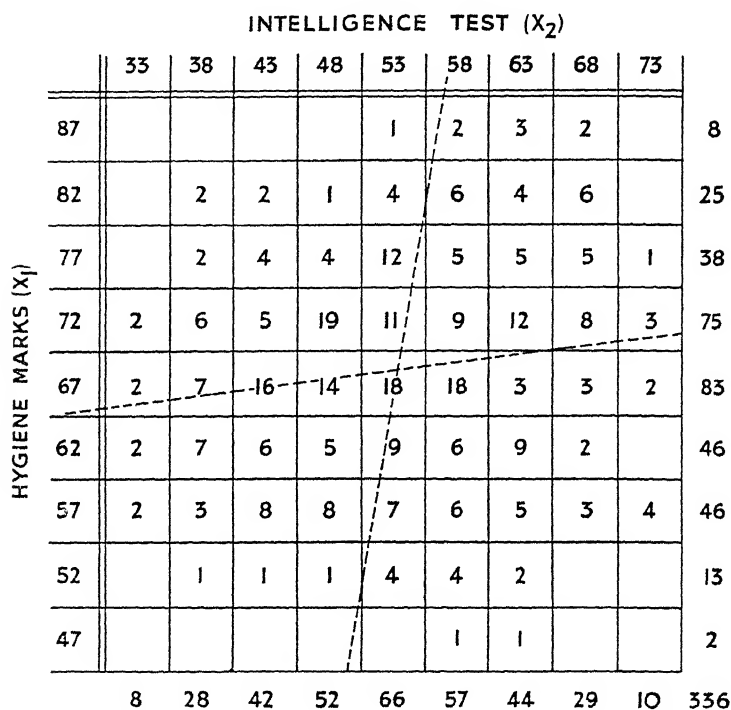 INTELLIGENCE TEST (X2)
33 38 43 48 53 58 63 68 73
87 1 2 3 2 8
82 2 2 1 4 6 4 6 25
77 2 4 4 12 5 5 5 1 38
72 2 6 5 19 11 9 12 8 3 75
67 2 7 16 14 18 18 3 3 2 83
62 2 7 6 5 9 6 9 2 46
57 2 3 8 8 7 6 5 3 4 46
52 1 1 1 4 4 2 13
47 1 1 2
8 28 42 52 66 57 44 29 10 336
HYGIENE MARKS (X1)